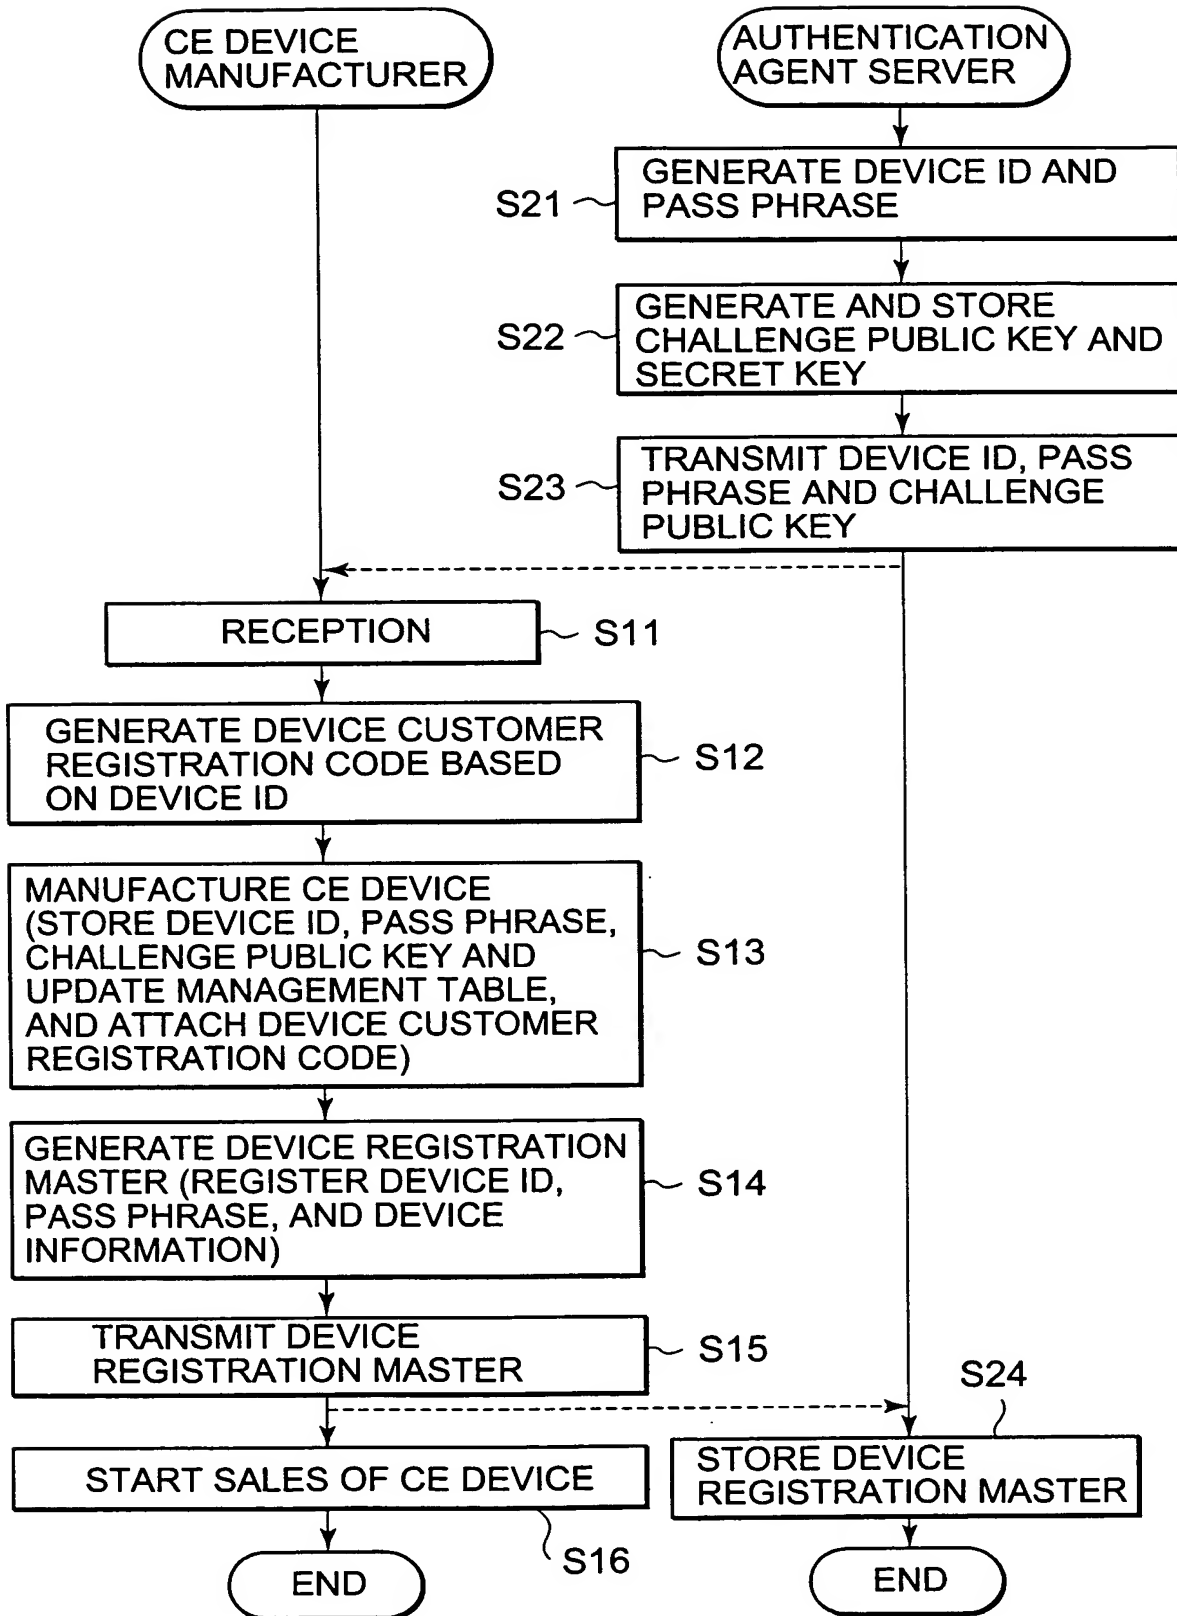 CE DEVICE
MANUFACTURER
AUTHENTICATION
AGENT SERVER
GENERATE DEVICE ID AND
PASS PHRASE
S21
GENERATE AND STORE
CHALLENGE PUBLIC KEY AND
SECRET KEY
S22
TRANSMIT DEVICE ID, PASS
PHRASE AND CHALLENGE
PUBLIC KEY
S23
RECEPTION
S11
GENERATE DEVICE CUSTOMER
REGISTRATION CODE BASED
ON DEVICE ID
S12
MANUFACTURE CE DEVICE
(STORE DEVICE ID, PASS PHRASE,
CHALLENGE PUBLIC KEY AND
UPDATE MANAGEMENT TABLE,
AND ATTACH DEVICE CUSTOMER
REGISTRATION CODE)
S13
GENERATE DEVICE REGISTRATION
MASTER (REGISTER DEVICE ID,
PASS PHRASE, AND DEVICE
INFORMATION)
S14
TRANSMIT DEVICE
REGISTRATION MASTER
S15
S24
START SALES OF CE DEVICE
STORE DEVICE
REGISTRATION MASTER
S16
END
END